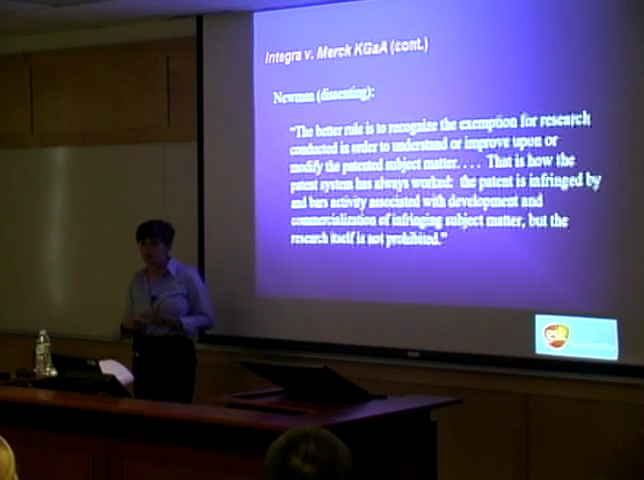 Integra v. Merck KGaA (cont.)
Newman (dissenting):
"The better rule is to recognize the exemption for research
conducted in order to understand or improve upon or
modify the patented subject matter. . . . That is how the
patent system has always worked: the patent is infringed by
and bars activity associated with development and
commercialization of infringing subject matter, but the
research itself is not prohibited."